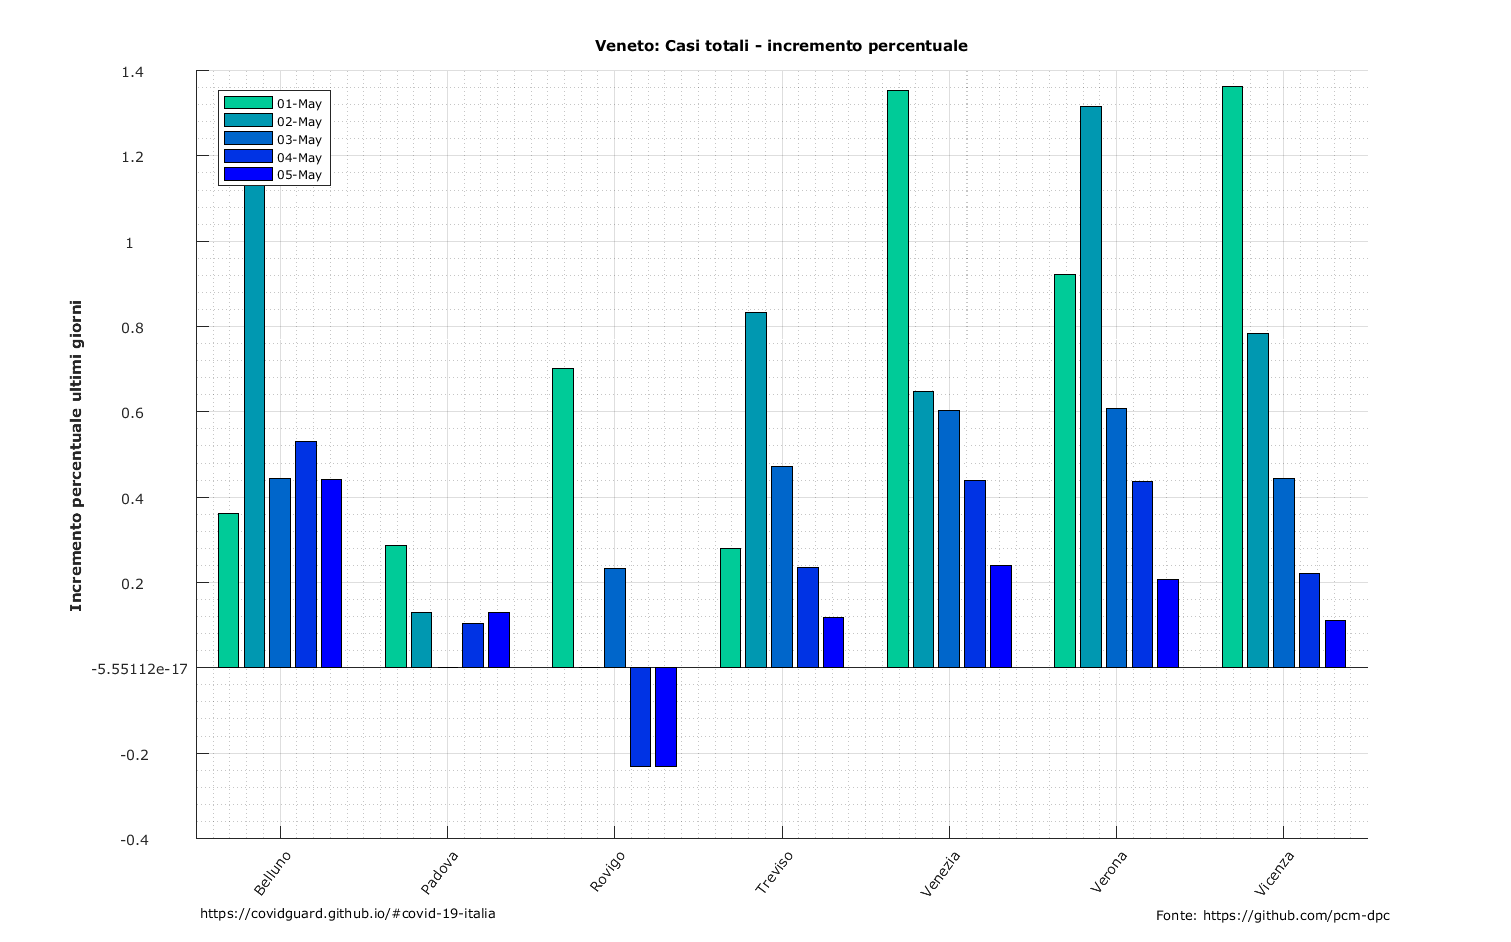 Veneto: Casi totali - incremento percentuale
1.4
1.2
1
0.8
0.6
0.4
0.2
-5.55112e-17
-0.2
-0.4
Incremento percentuale ultimi giorni
01-May
02-May
03-May
04-May
05-May
Belluno
Padova
Rovigo
Treviso
Venezia
Verona
Vicenza
https://covidguard.github.io/#covid-19-italia
Fonte: https://github.com/pcm-dpc